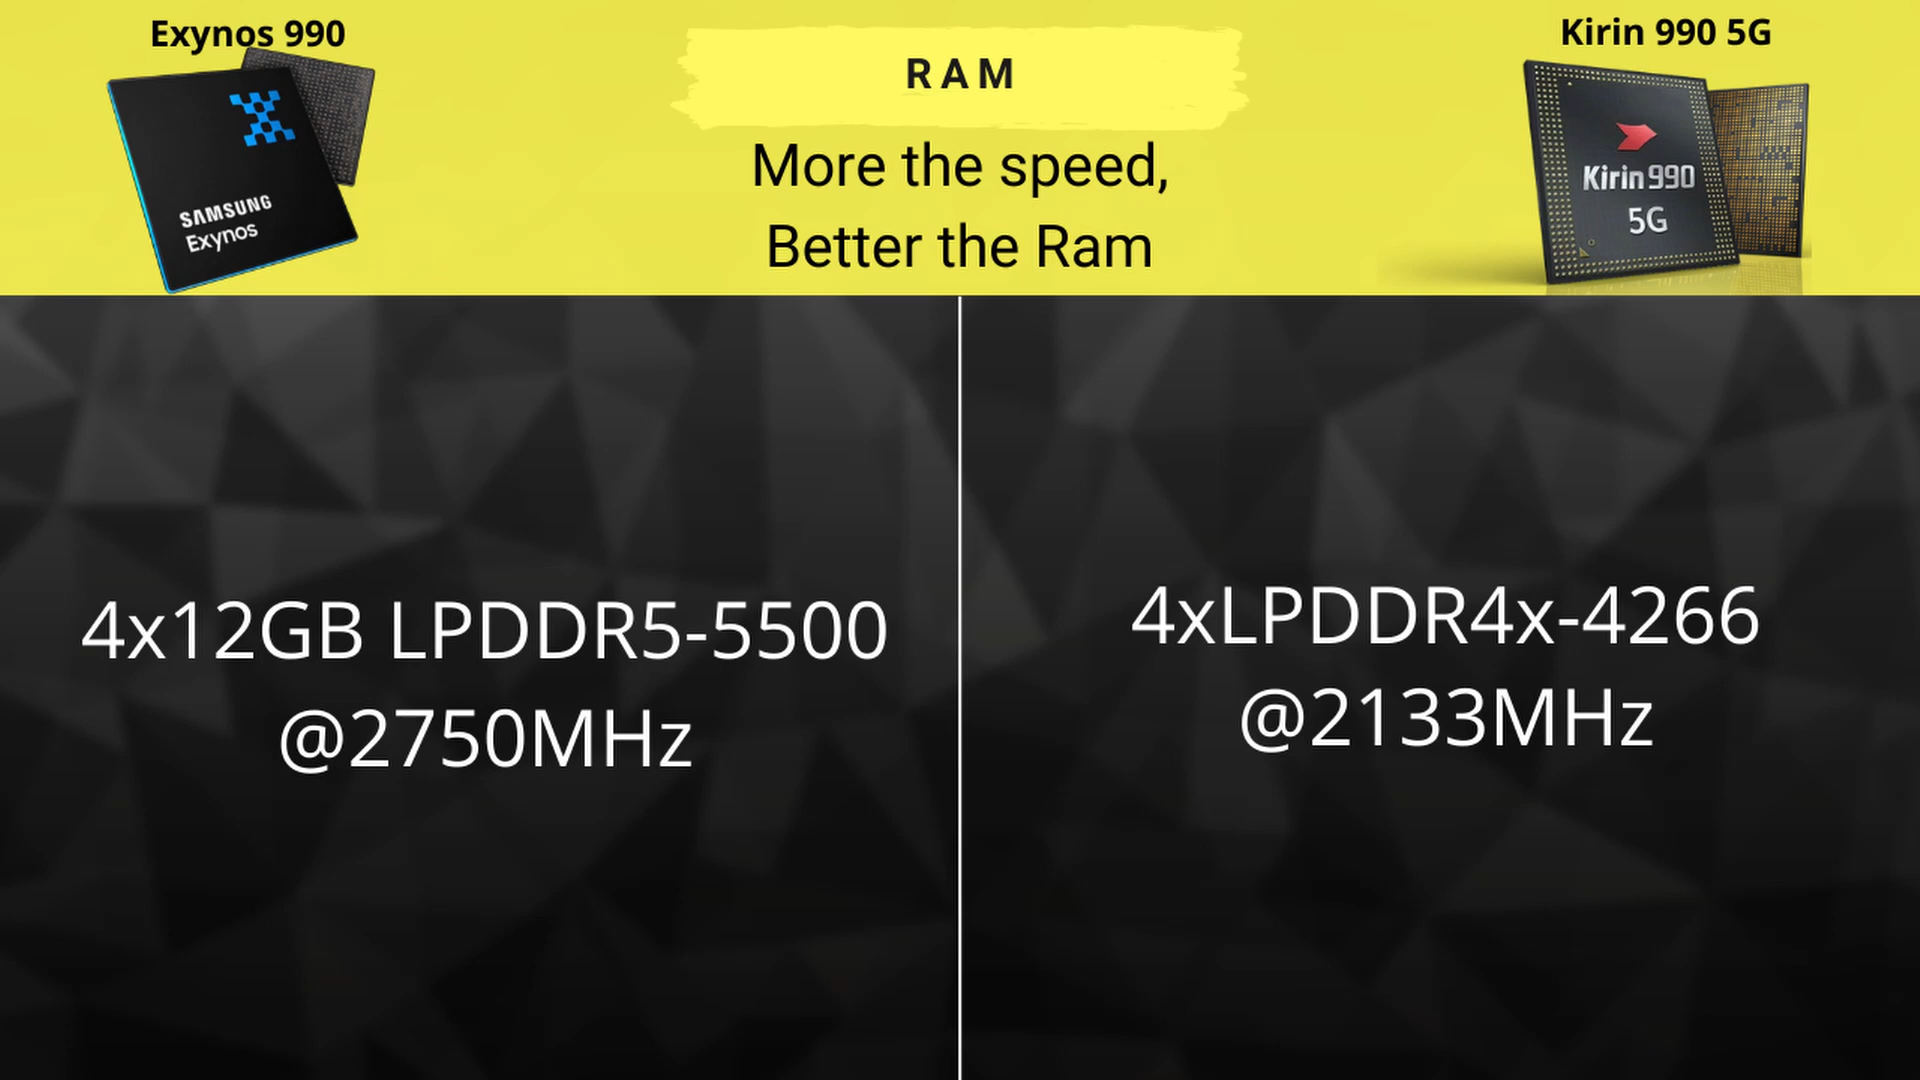 Exynos 990
RAM
Kirin 990 5G
More the speed,
Better the Ram
SAMSUNG
Exynos
Kirin 990
5G
4x12GB LPDDR5-5500
@2750MHz
4xLPDDR4x-4266
@2133MHz